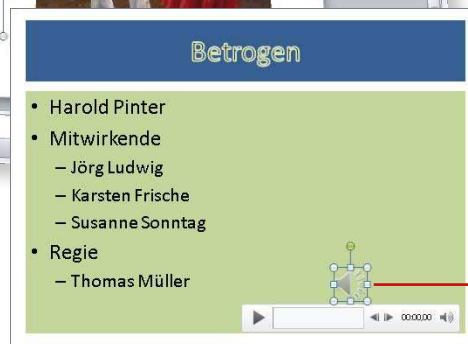 Betrogen
• Harold Pinter
• Mitwirkende
– Jörg Ludwig
– Karsten Frische
– Susanne Sonntag
• Regie
– Thomas Müller
00:00,00